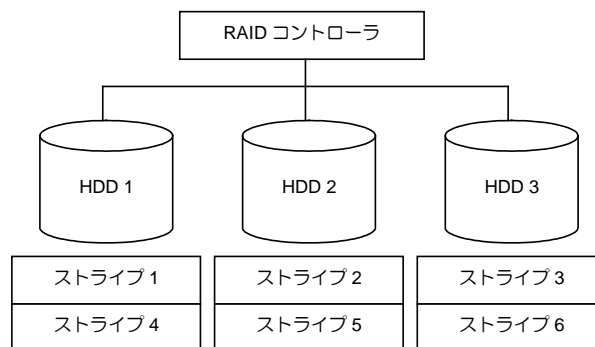 RAID コントローラ
HDD 1
HDD 2
HDD 3
ストライプ 1
ストライプ 2
ストライプ 3
ストライプ 4
ストライプ 5
ストライプ 6